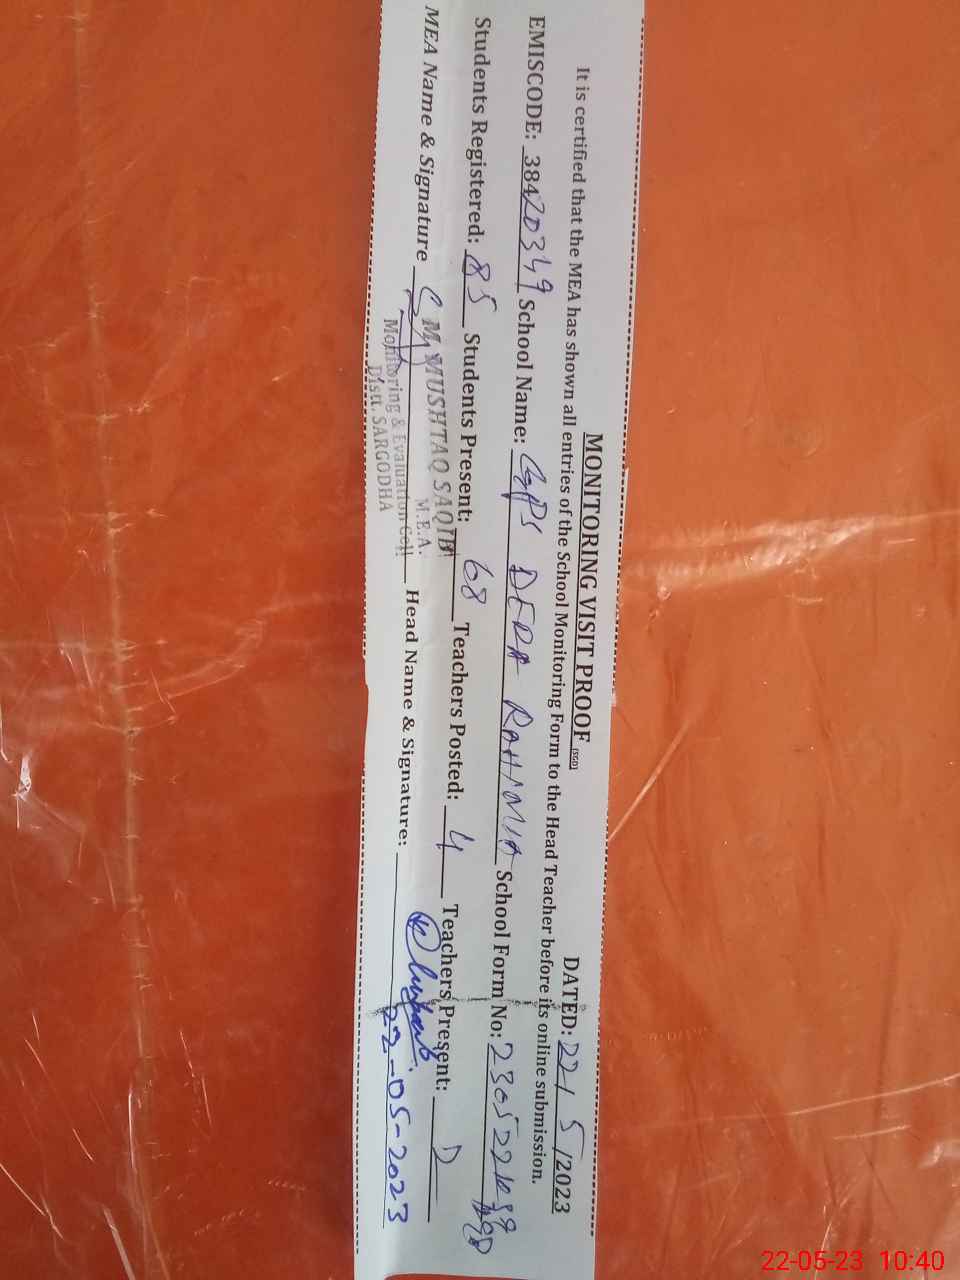 MONITORING VISIT PROOF (SGD) DATED: 22/ 5 /2023
It is certified that the MEA has shown all entries of the School Monitoring Form to the Head Teacher before its online submission.
EMISCODE: 38420349 School Name: GPS DERA RAHIMIA School Form No: 230522
Students Registered: 85 Students Present: 68 Teachers Posted: 4 Teachers Present:
MEA Name & Signature Head Name & Signature:
22-05-2023
M. MUSHTAQ SAQIB
M.E.A.
Monitoring & Evaluation Cell
Distt. SARGODHA
22-05-23 10:40